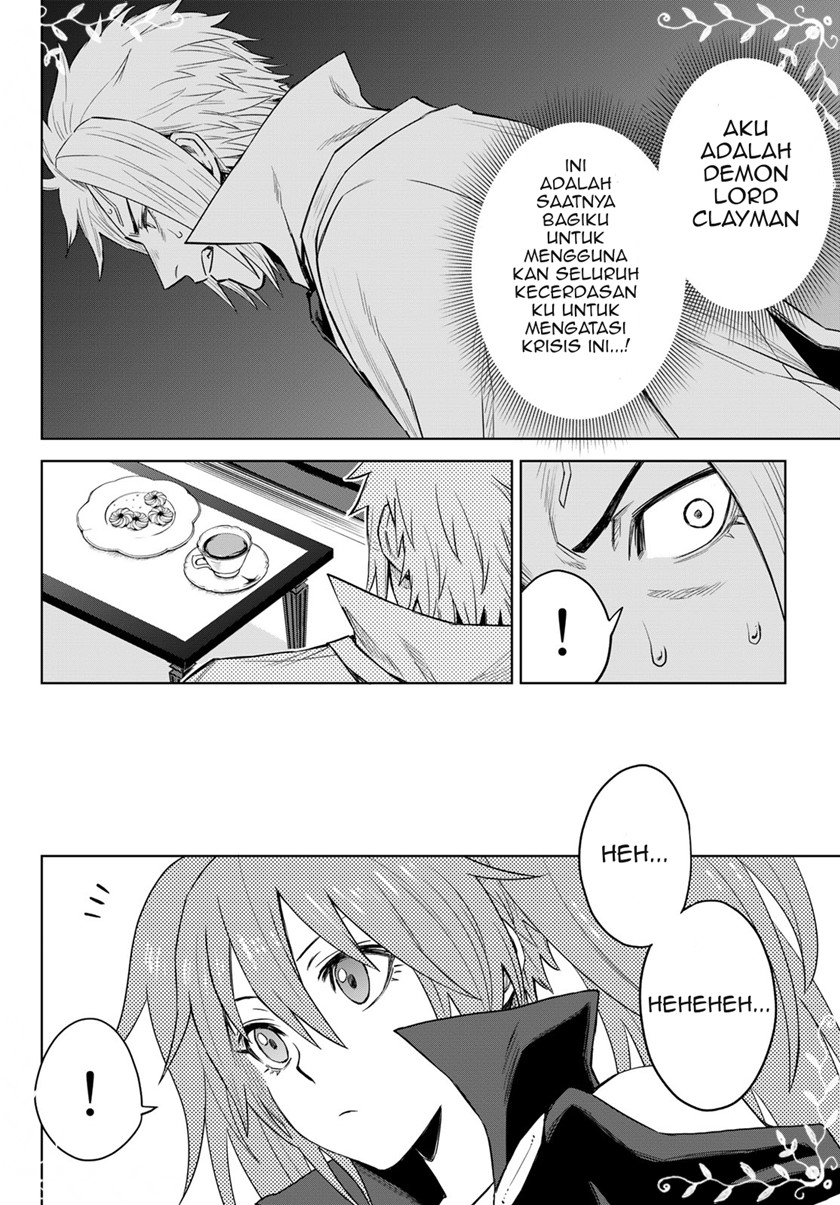 AKU
ADALAH
DEMON
LORD
CLAYMAN
INI
ADALAH
SAATNYA
BAGIKU
UNTUK
MENGGUNA
KAN SELURUH
KECERDASAN
KU UNTUK
MENGATASI
KRISIS INI...!
!
HEH...
HEHEHEH...
!